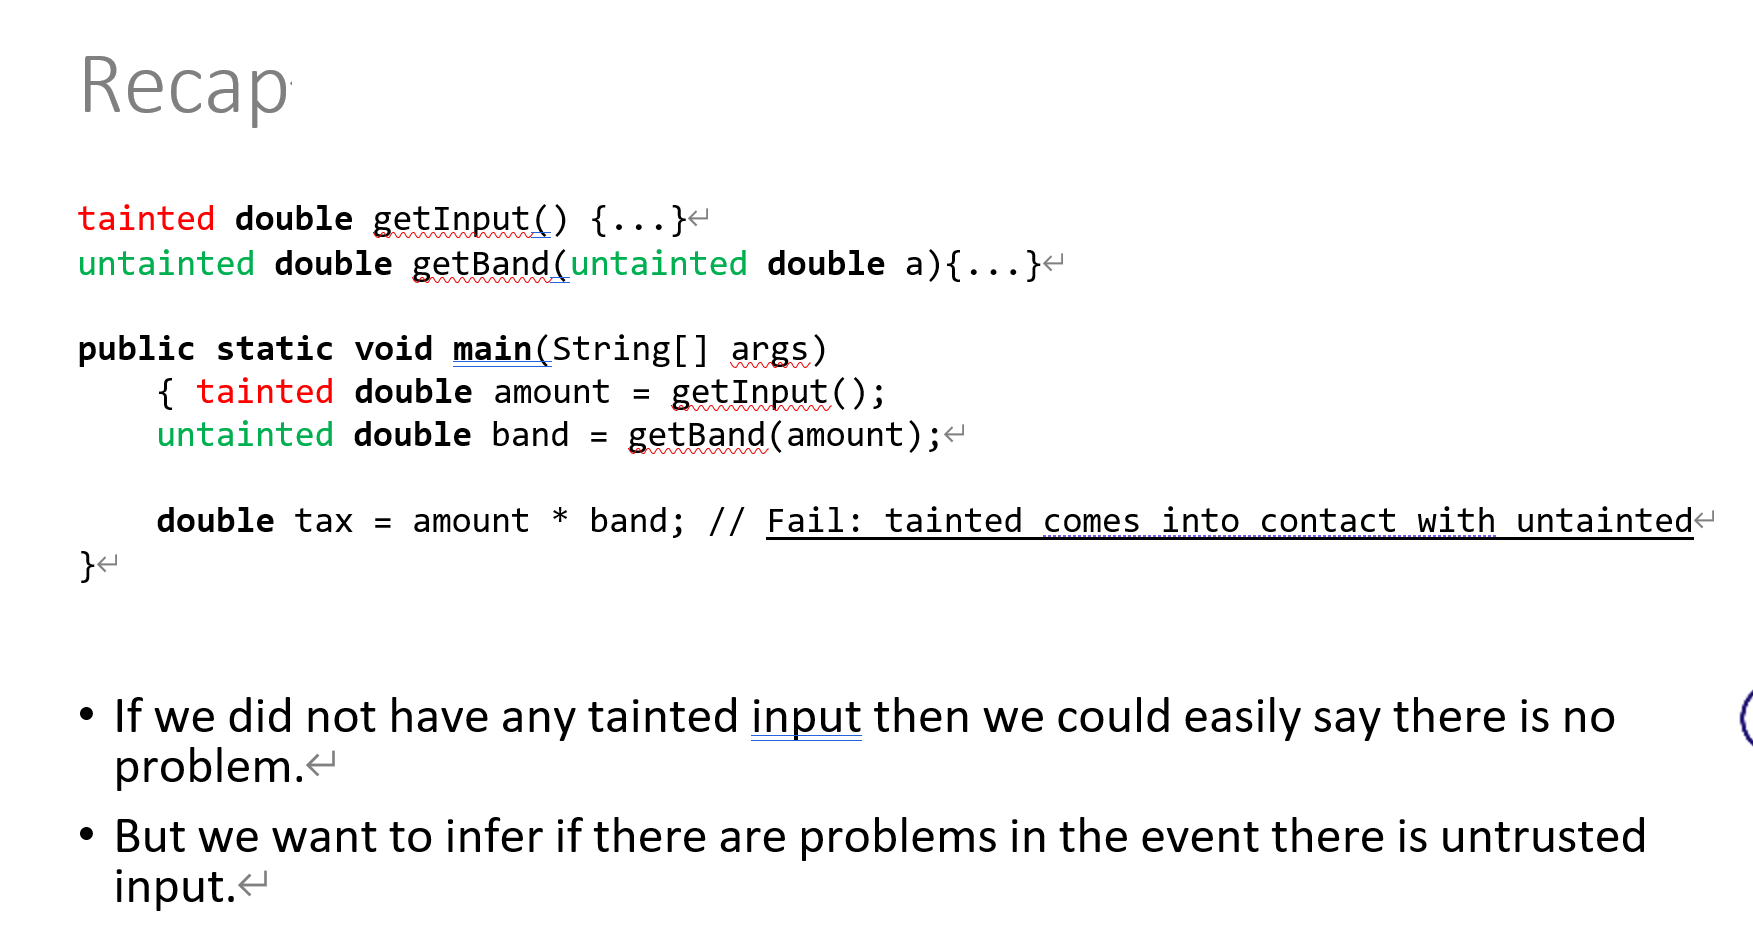 Recap
tainted double getInput() {...}↵
untainted double getBand(untainted double a){...}↵
public static void main(String[] args)
{ tainted double amount = getInput();
untainted double band = getBand(amount);↵
double tax = amount * band; // Fail: tainted comes into contact with untainted↵
}↵
• If we did not have any tainted input then we could easily say there is no
problem.↵
• But we want to infer if there are problems in the event there is untrusted
input.↵